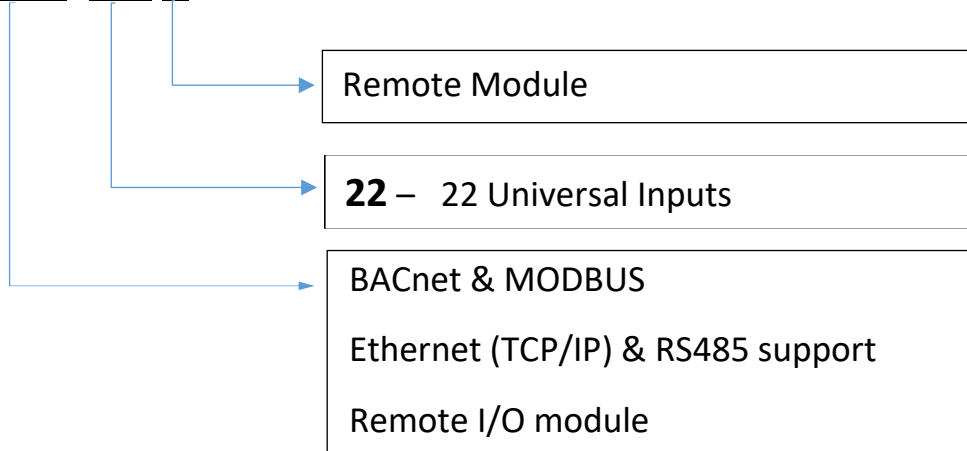 Remote Module
22 – 22 Universal Inputs
BACnet & MODBUS
Ethernet (TCP/IP) & RS485 support
Remote I/O module